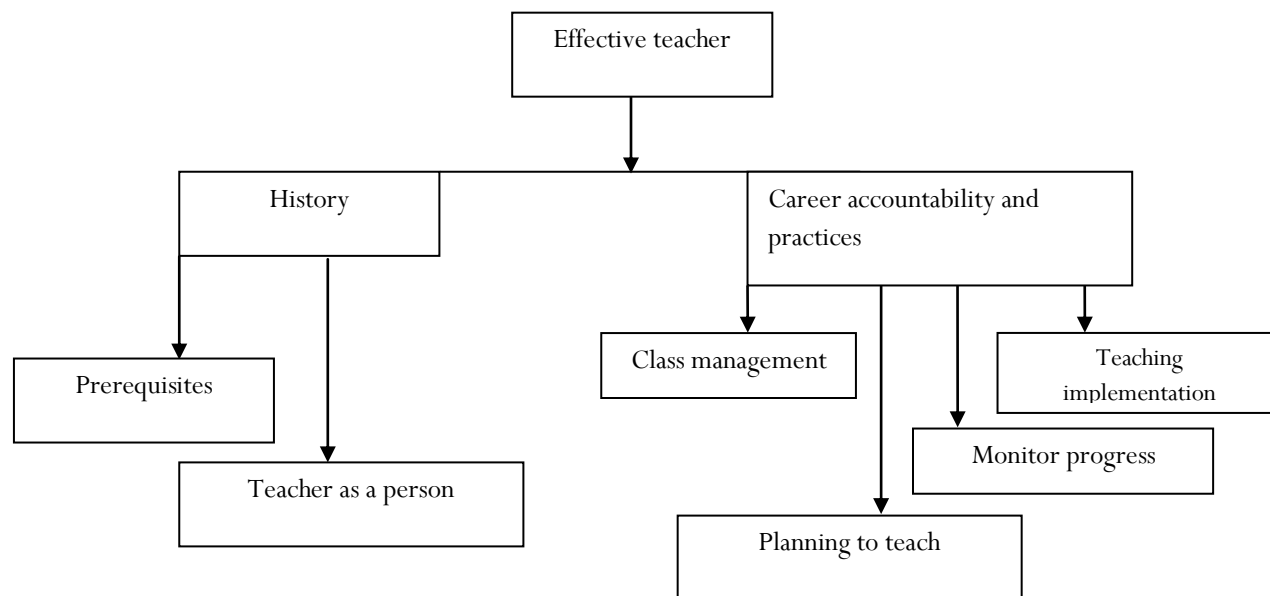 Effective teacher
History
Career accountability and
practices
Class management
Teaching
implementation
Prerequisites
Monitor progress
Teacher as a person
Planning to teach